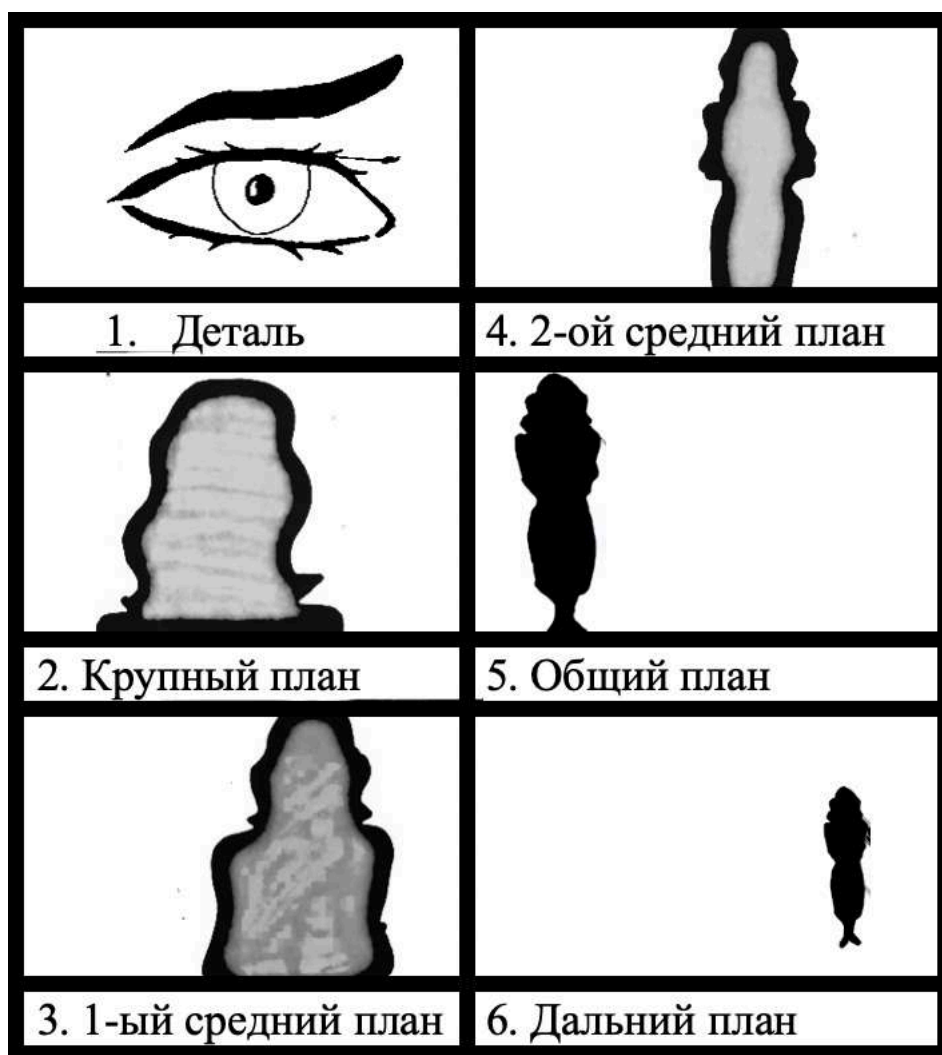 1. Деталь
4. 2-ой средний план
2. Крупный план
5. Общий план
3. 1-ый средний план
6. Дальний план